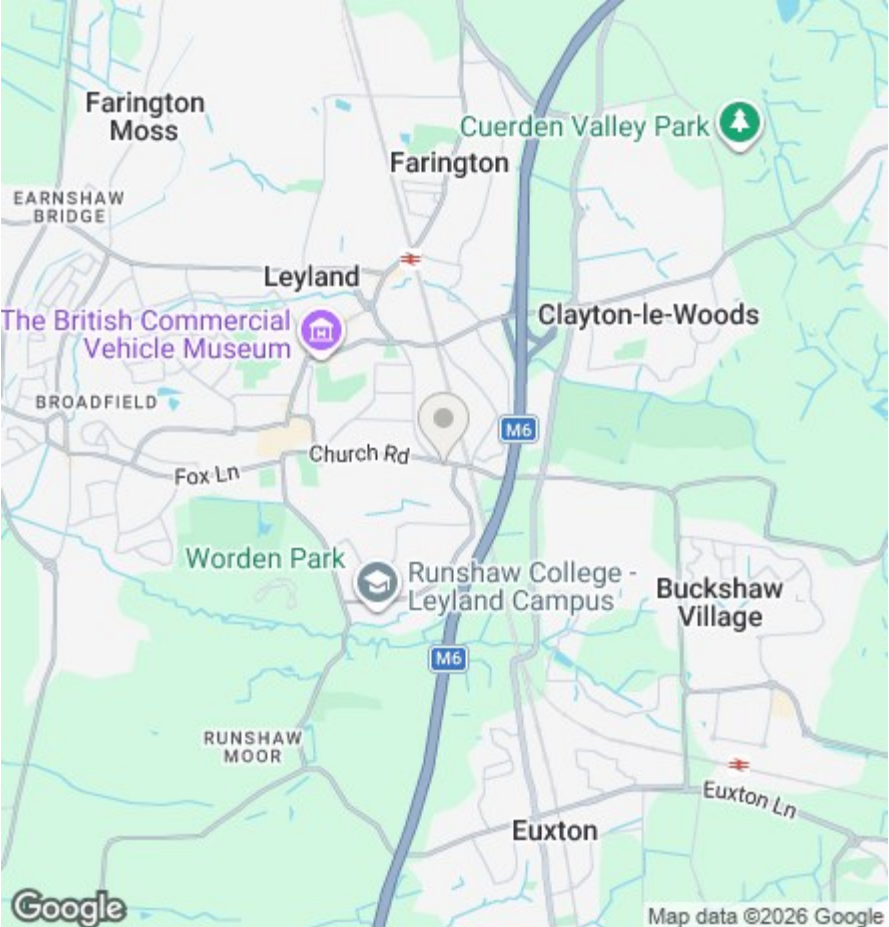 Farington
Moss
Cuerden Valley Park
Farington
EARNSHAW
BRIDGE
Leyland
The British Commercial
Vehicle Museum
Clayton-le-Woods
BROADFIELD
M6
Church Rd
Fox Ln
Worden Park
Runshaw College -
Leyland Campus
Buckshaw
Village
M6
RUNSHAW
MOOR
Euxton Ln
Euxton
Google
Map data ©2026 Google